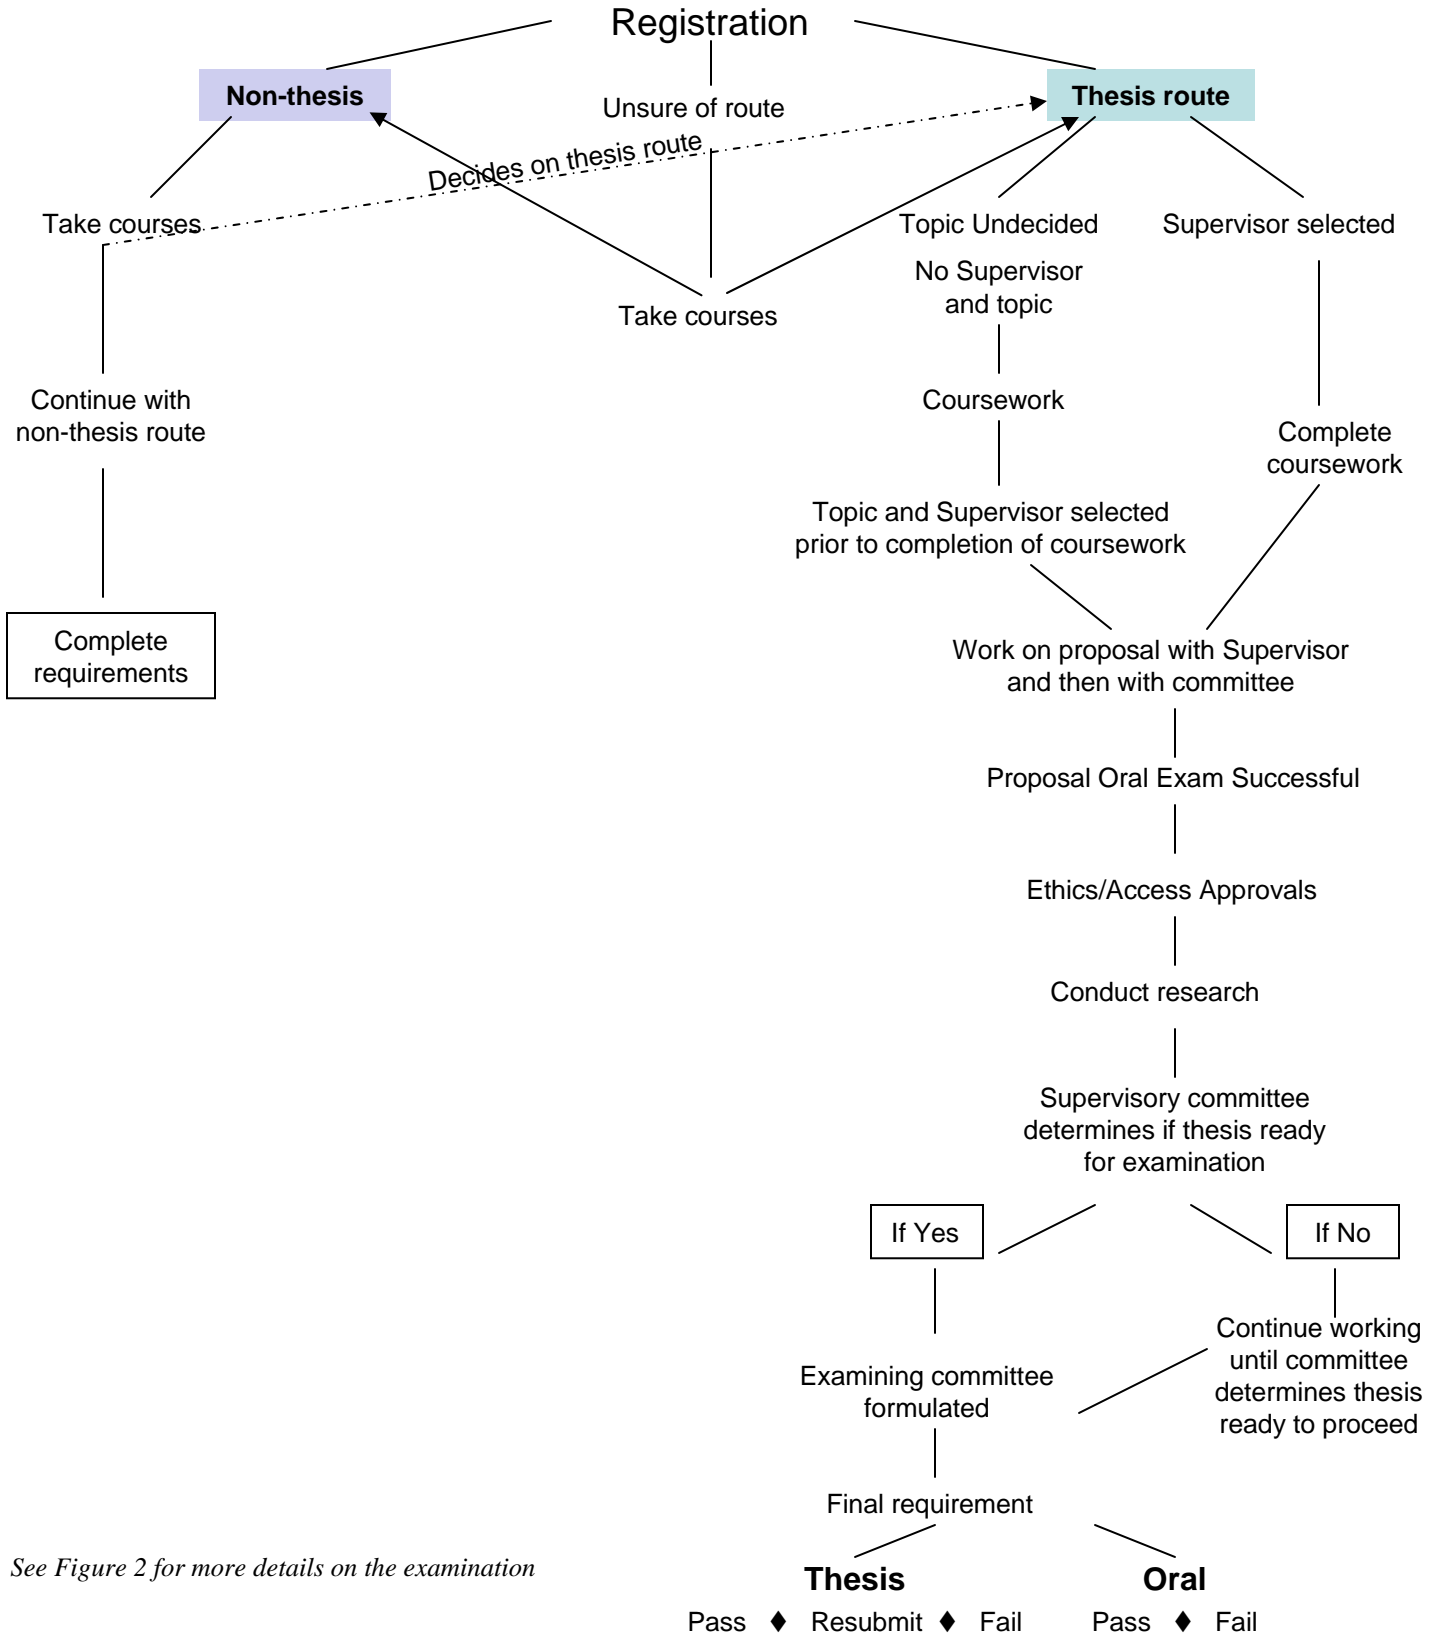 Registration
Non-thesis
Unsure of route
Thesis route
Decides on thesis route
Take courses
Topic Undecided
Supervisor selected
No Supervisor
and topic
Take courses
Continue with
non-thesis route
Coursework
Complete
coursework
Topic and Supervisor selected
prior to completion of coursework
Complete
requirements
Work on proposal with Supervisor
and then with committee
Proposal Oral Exam Successful
Ethics/Access Approvals
Conduct research
Supervisory committee
determines if thesis ready
for examination
If Yes
If No
Examining committee
formulated
Continue working
until committee
determines thesis
ready to proceed
Final requirement
See Figure 2 for more details on the examination
Thesis
Oral
Pass ♦ Resubmit ♦ Fail
Pass ♦ Fail